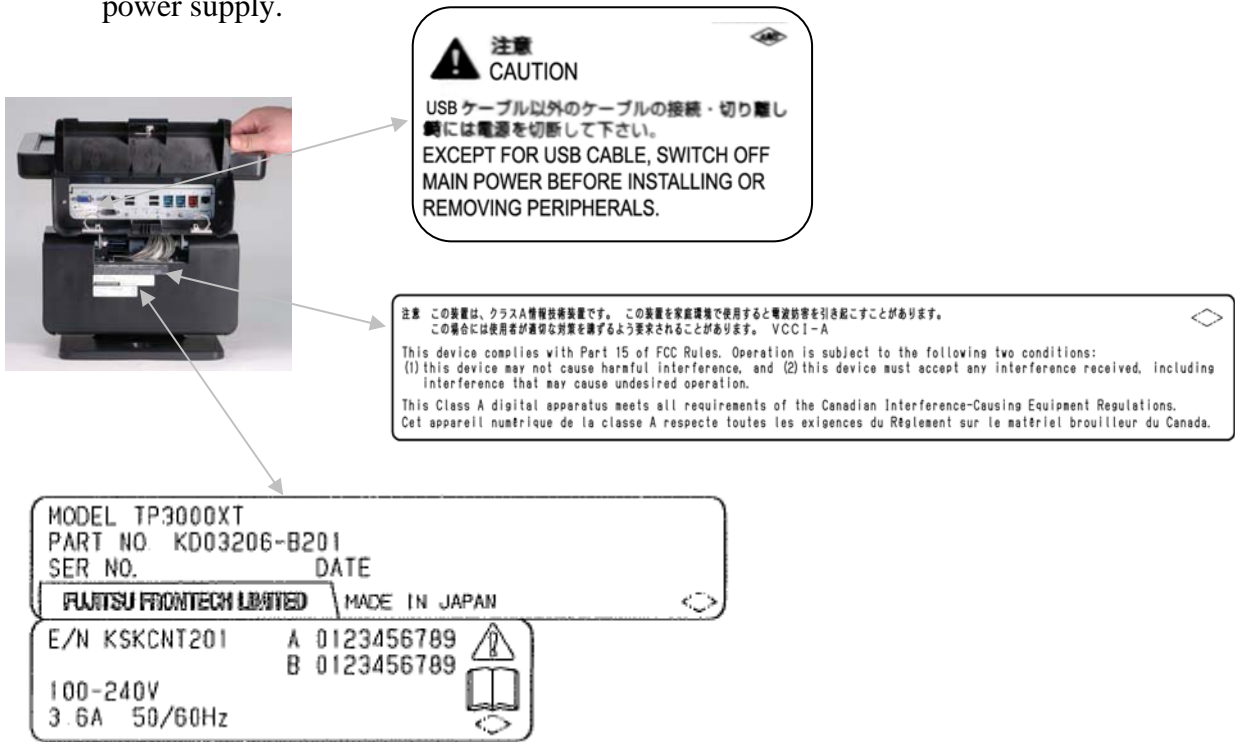 power supply.
注意
CAUTION
USB ケーブル以外のケーブルの接続・切り離し
時には電源を切断して下さい。
EXCEPT FOR USB CABLE, SWITCH OFF
MAIN POWER BEFORE INSTALLING OR
REMOVING PERIPHERALS.
注意 この装置は、クラスA情報技術装置です。 この装置を家庭環境で使用すると電波妨害を引き起こすことがあります。
この場合には使用者が適切な対策を講ずるよう要求されることがあります。 VCCI-A
This device complies with Part 15 of FCC Rules. Operation is subject to the following two conditions:
(1) this device may not cause harmful interference, and (2) this device must accept any interference received, including
interference that may cause undesired operation.
This Class A digital apparatus meets all requirements of the Canadian Interference-Causing Equipment Regulations.
Cet appareil numérique de la classe A respecte toutes les exigences du Règlement sur le matériel brouilleur du Canada.
MODEL TP3000XT
PART NO. KD03206-B201
SER NO. DATE
FUJITSU FRONTECH LIMITED MADE IN JAPAN
E/N KSKCNT201 A 0123456789
B 0123456789
100-240V
3.6A 50/60Hz